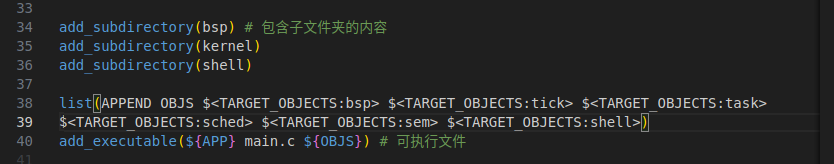 33
34 add_subdirectory(bsp) # 包含子文件夹的内容
35 add_subdirectory(kernel)
36 add_subdirectory(shell)
37
38 list(APPEND OBJS $<TARGET_OBJECTS:bsp> $<TARGET_OBJECTS:tick> $<TARGET_OBJECTS:task>
39 $<TARGET_OBJECTS:sched> $<TARGET_OBJECTS:sem> $<TARGET_OBJECTS:shell>)
40 add_executable(${APP} main.c ${OBJS}) # 可执行文件
41